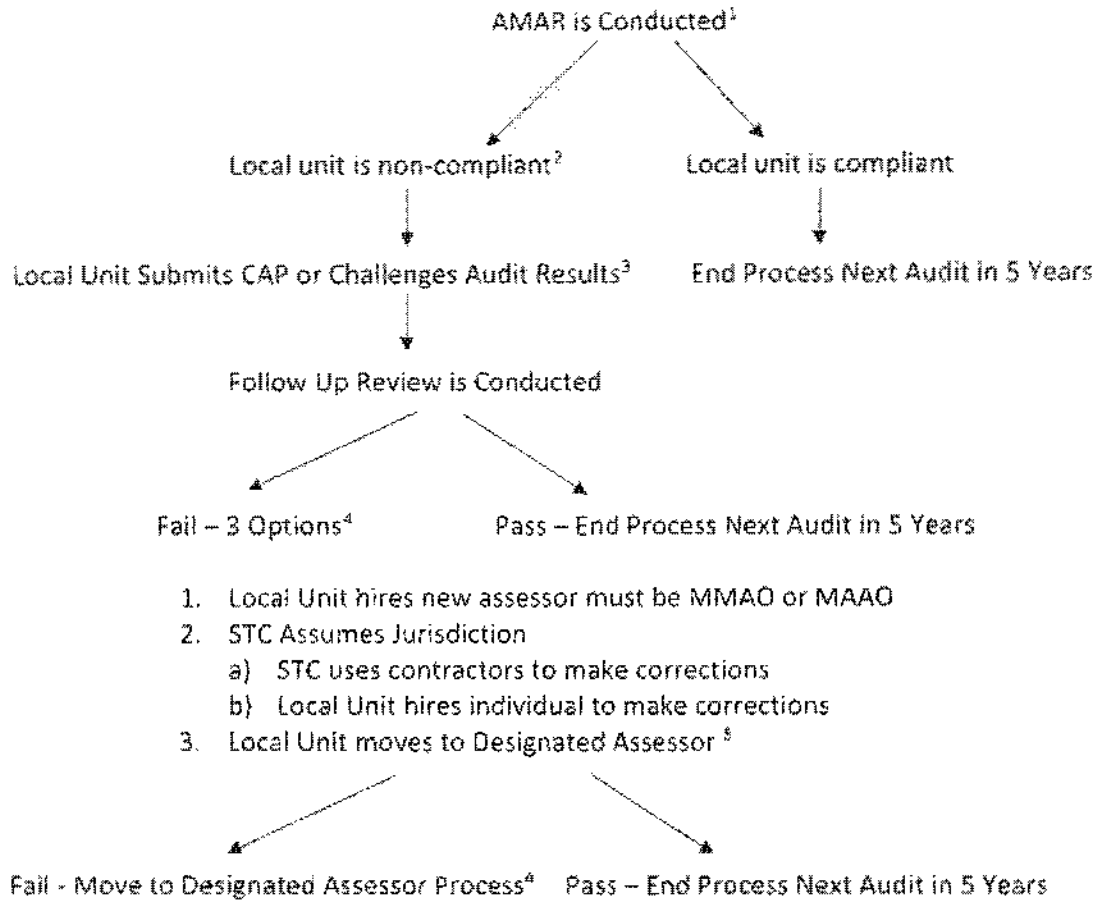 AMAR is Conducted¹
Local unit is non-compliant² Local unit is compliant
Local Unit Submits CAP or Challenges Audit Results³ End Process Next Audit in 5 Years
Follow Up Review is Conducted
Fail – 3 Options⁴ Pass – End Process Next Audit in 5 Years
1. Local Unit hires new assessor must be MMAO or MAAO
2. STC Assumes Jurisdiction
a) STC uses contractors to make corrections
b) Local Unit hires individual to make corrections
3. Local Unit moves to Designated Assessor ⁵
Fail - Move to Designated Assessor Process⁴ Pass – End Process Next Audit in 5 Years